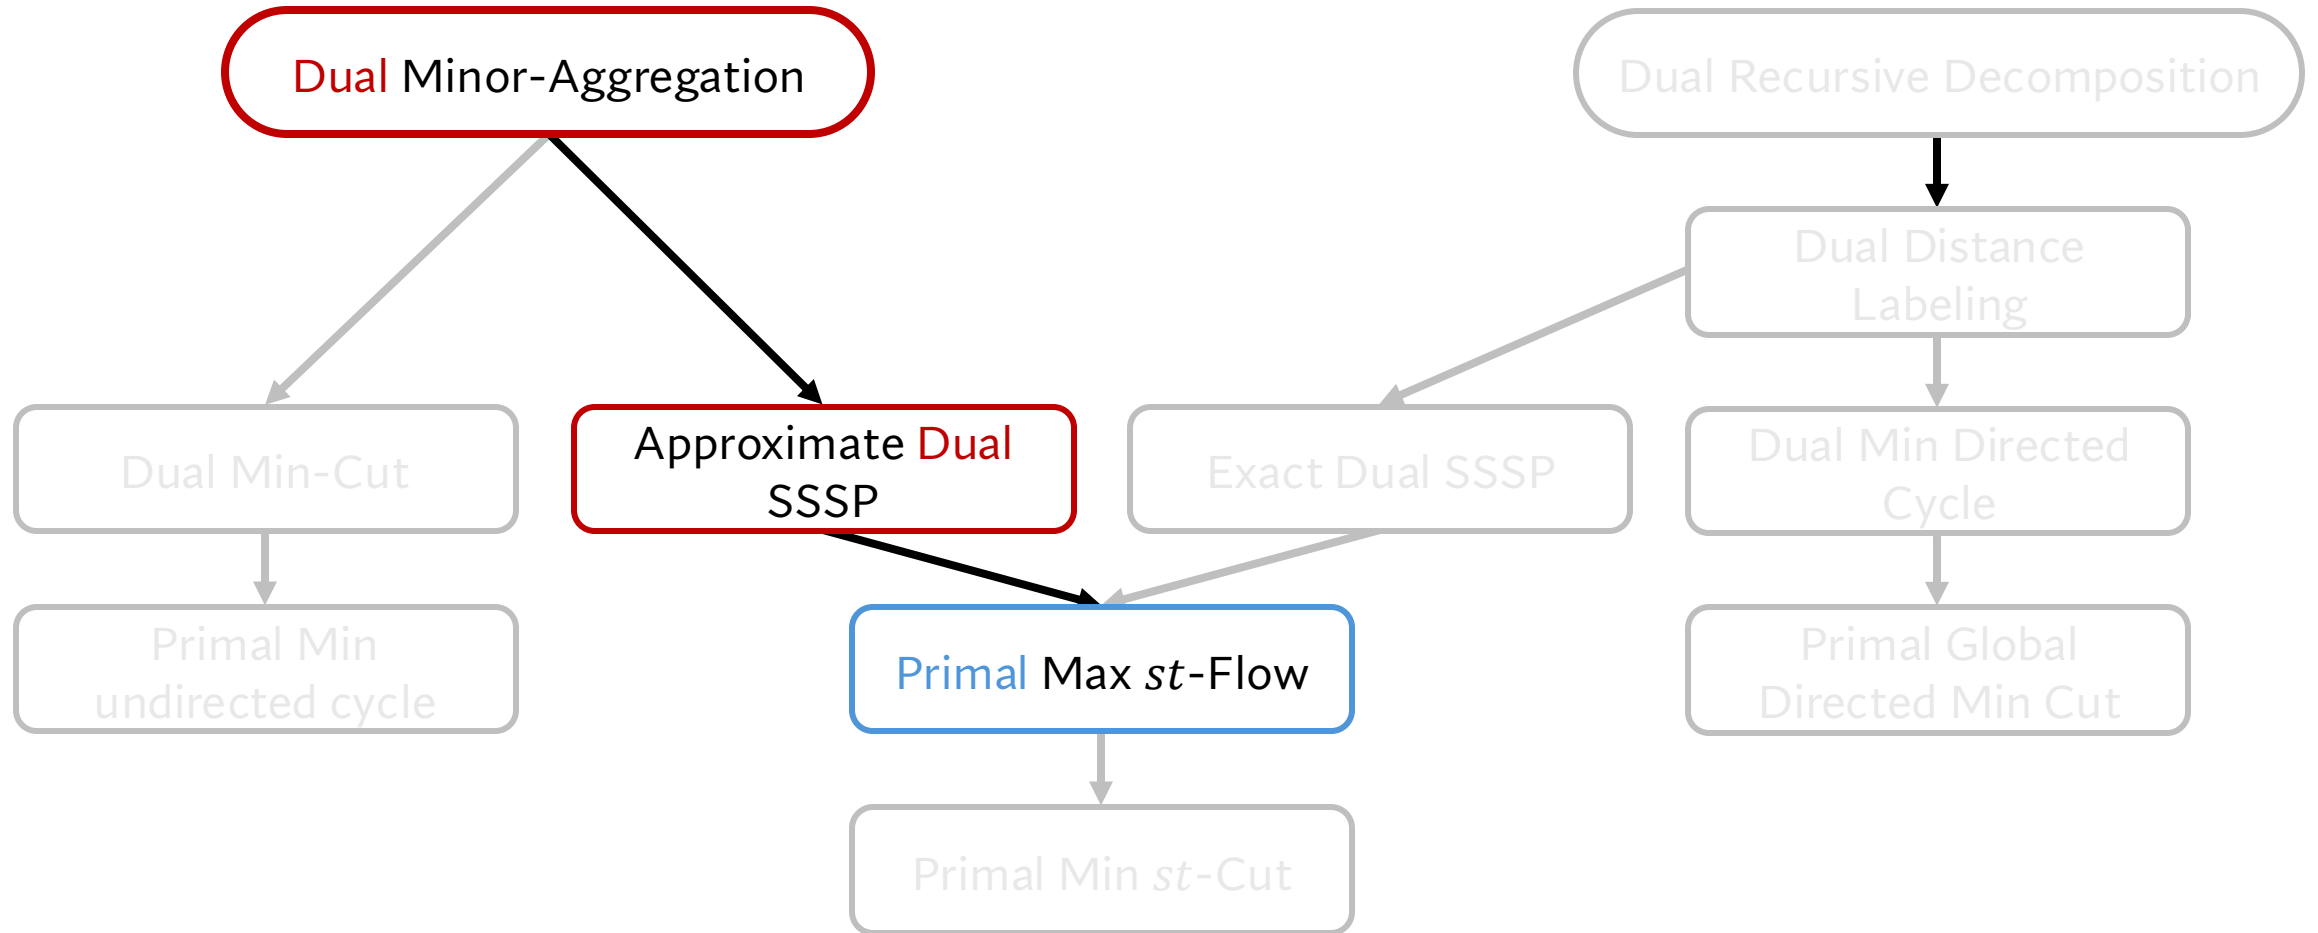 Dual Minor-Aggregation
Dual Recursive Decomposition
Dual Distance
Labeling
Dual Min-Cut
Approximate Dual
SSSP
Exact Dual SSSP
Dual Min Directed
Cycle
Primal Min
undirected cycle
Primal Max st-Flow
Primal Global
Directed Min Cut
Primal Min st-Cut